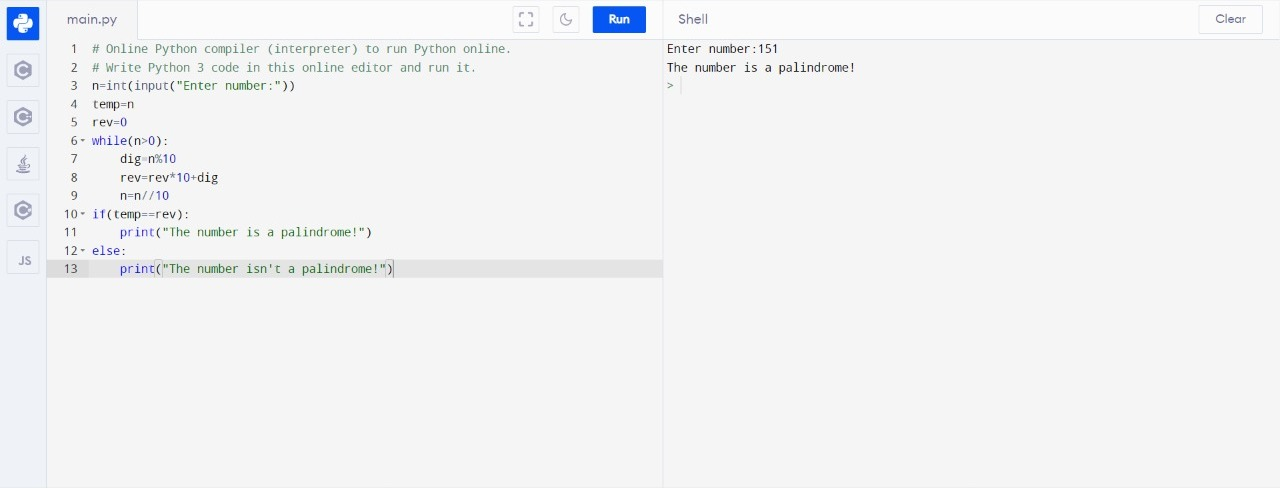 main.py
Run
Shell
Clear
1 # Online Python compiler (interpreter) to run Python online.
2 # Write Python 3 code in this online editor and run it.
3 n=int(input("Enter number:"))
4 temp=n
5 rev=0
6 while(n>0):
7     dig=n%10
8     rev=rev*10+dig
9     n=n//10
10 if(temp==rev):
11     print("The number is a palindrome!")
12 else:
13     print("The number isn't a palindrome!")
JS
Enter number:151
The number is a palindrome!
>